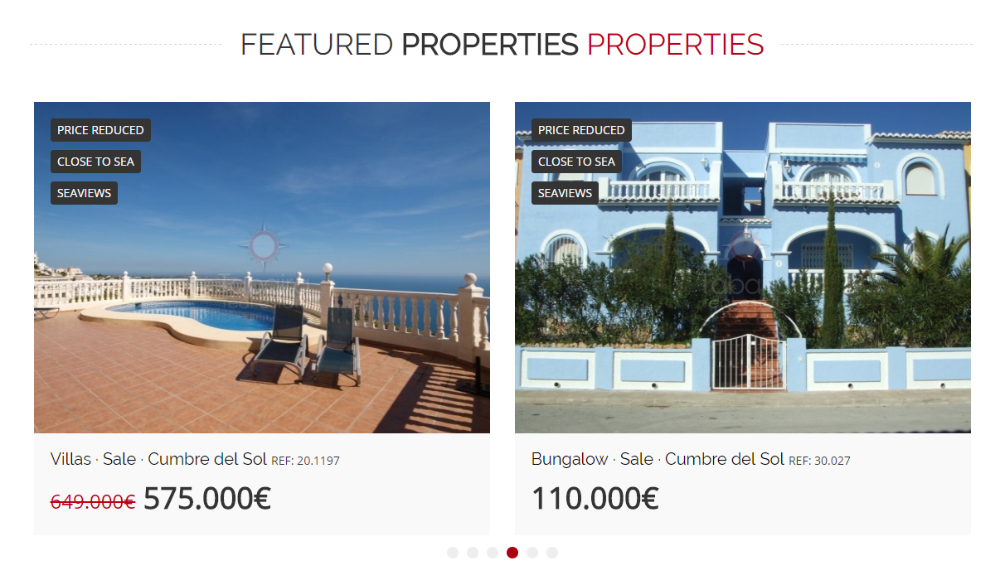 FEATURED PROPERTIES PROPERTIES
PRICE REDUCED
CLOSE TO SEA
SEAVIEWS
Villas · Sale · Cumbre del Sol REF: 20.1197
649.000€ 575.000€
PRICE REDUCED
CLOSE TO SEA
SEAVIEWS
Bungalow · Sale · Cumbre del Sol REF: 30.027
110.000€